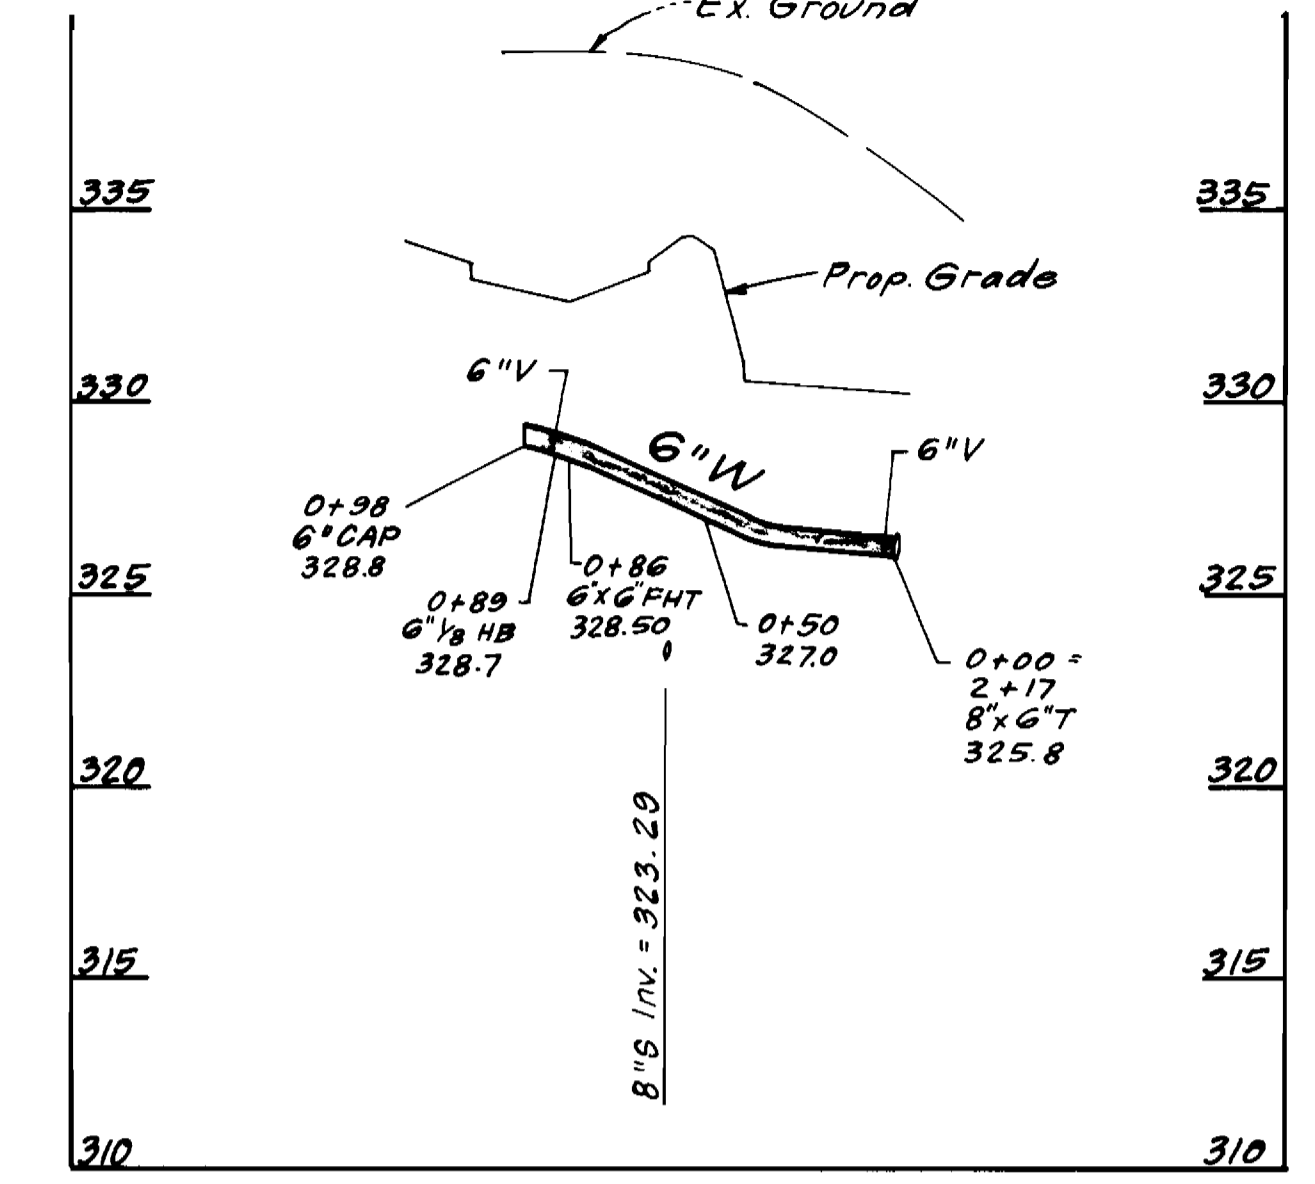 Ex. Ground
335
335
Prop. Grade
6"V
330
330
6"W
6"V
0+98
6" CAP
328.8
325
325
0+86
6"x6" FHT
328.50
0+89
6" 1/8 HB
328.7
0+50
327.0
0+00 =
2+17
8"x6"T
325.8
320
320
8"S Inv. = 323.29
315
315
310
310